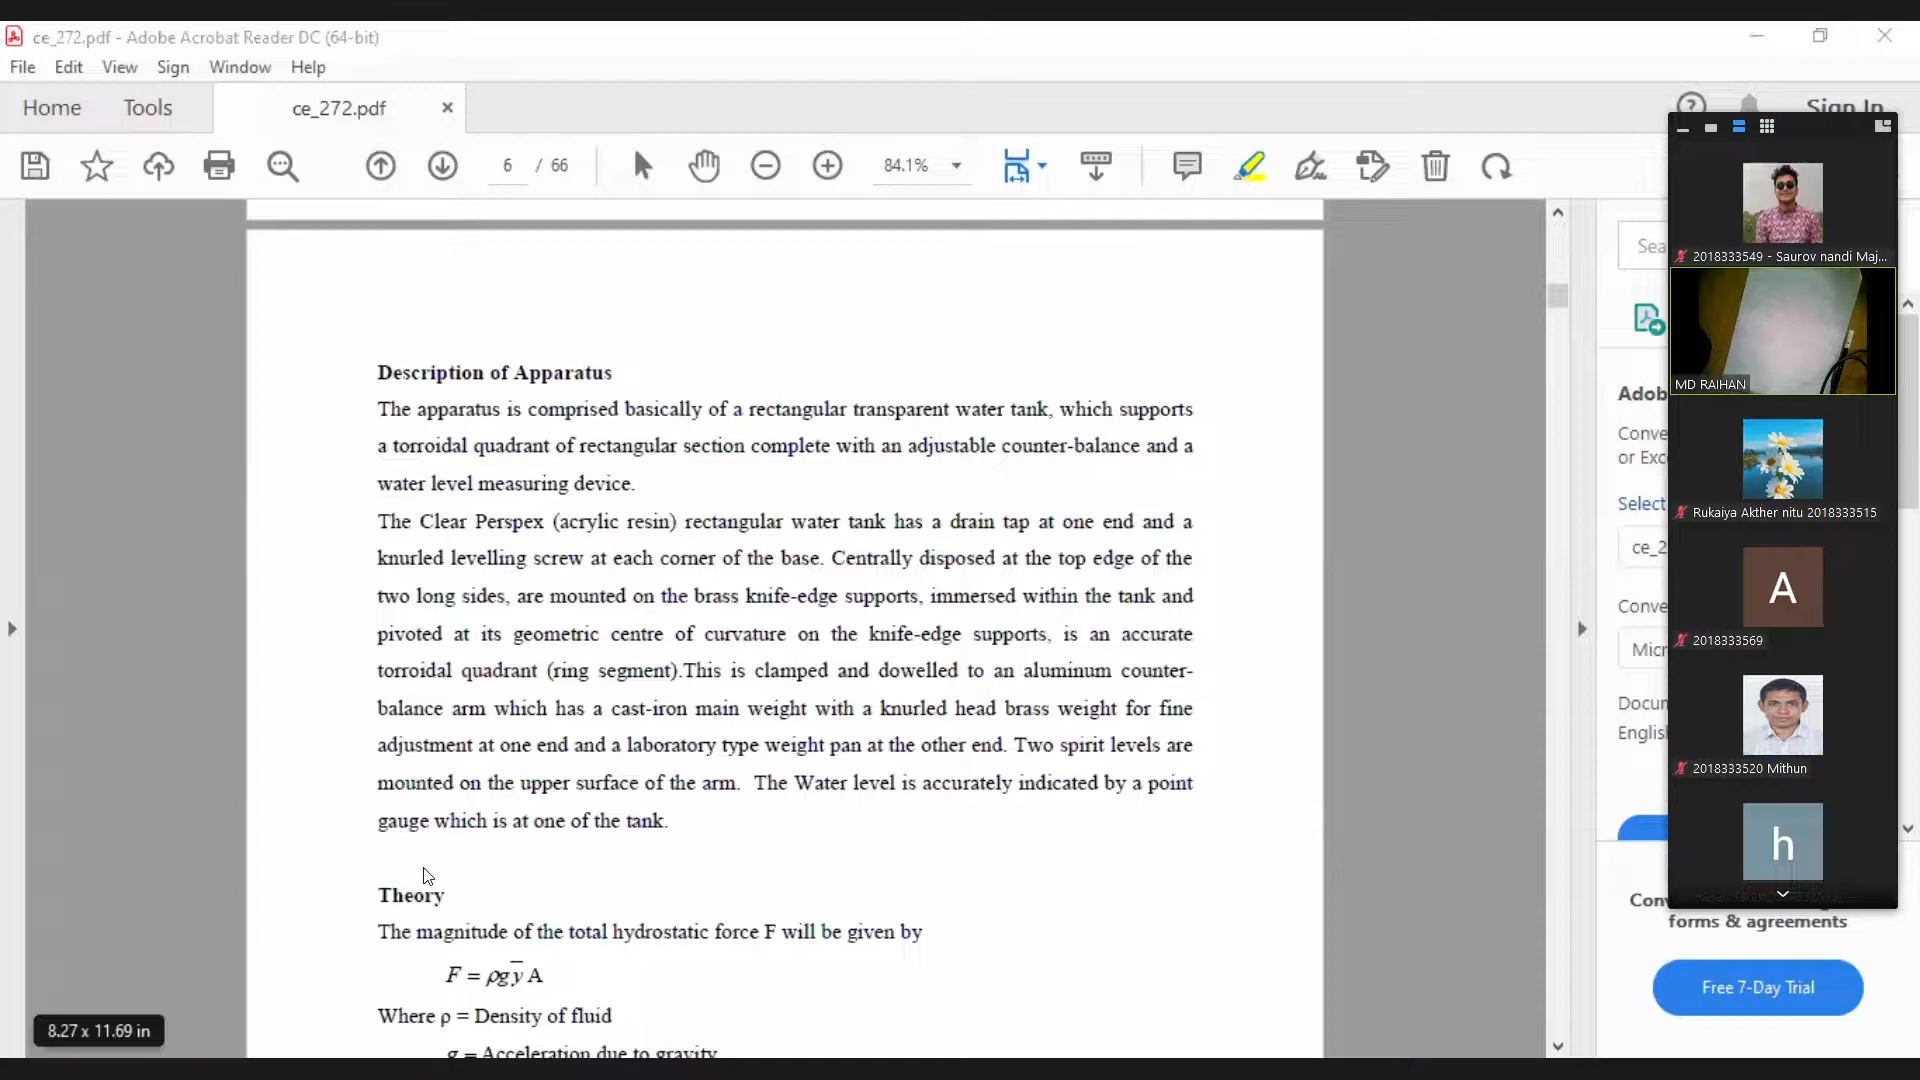 ce_272.pdf - Adobe Acrobat Reader DC (64-bit)
File Edit View Sign Window Help
Home Tools ce_272.pdf × Sign In
6 / 66 84.1%
Description of Apparatus
The apparatus is comprised basically of a rectangular transparent water tank, which supports
a torroidal quadrant of rectangular section complete with an adjustable counter-balance and a
water level measuring device.
The Clear Perspex (acrylic resin) rectangular water tank has a drain tap at one end and a
knurled levelling screw at each corner of the base. Centrally disposed at the top edge of the
two long sides, are mounted on the brass knife-edge supports, immersed within the tank and
pivoted at its geometric centre of curvature on the knife-edge supports, is an accurate
torroidal quadrant (ring segment).This is clamped and dowelled to an aluminum counter-
balance arm which has a cast-iron main weight with a knurled head brass weight for fine
adjustment at one end and a laboratory type weight pan at the other end. Two spirit levels are
mounted on the upper surface of the arm. The Water level is accurately indicated by a point
gauge which is at one of the tank.
Theory
The magnitude of the total hydrostatic force F will be given by
F = ρgy̅ A
Where ρ = Density of fluid
g = Acceleration due to gravity
8.27 x 11.69 in
Sea
Adob
Conve
or Exc
Select
ce_2
Conve
Micr
Docum
Englis
Conv
forms & agreements
Free 7-Day Trial
2018333549 - Saurov nandi Maj...
MD RAIHAN
Rukaiya Akther nitu 2018333515
A
2018333569
2018333520 Mithun
h